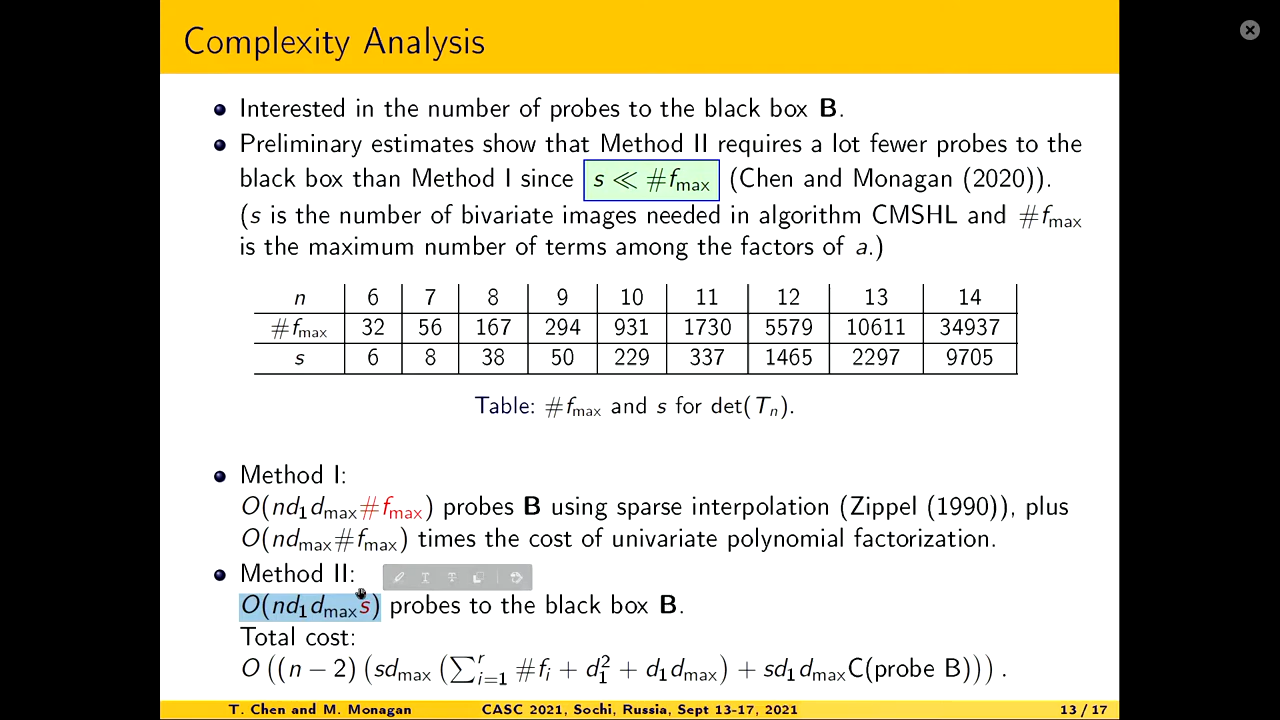 Complexity Analysis
Interested in the number of probes to the black box B.
Preliminary estimates show that Method II requires a lot fewer probes to the
black box than Method I since s ≪ #f_max (Chen and Monagan (2020)).
(s is the number of bivariate images needed in algorithm CMSHL and #f_max
is the maximum number of terms among the factors of a.)
n 6 7 8 9 10 11 12 13 14
#f_max 32 56 167 294 931 1730 5579 10611 34937
s 6 8 38 50 229 337 1465 2297 9705
Table: #f_max and s for det(T_n).
Method I:
O(nd_1d_max#f_max) probes B using sparse interpolation (Zippel (1990)), plus
O(nd_max#f_max) times the cost of univariate polynomial factorization.
Method II:
O(nd_1d_maxs) probes to the black box B.
Total cost:
O((n − 2)(sd_max(∑_{i=1}^r #f_i + d_1^2 + d_1d_max) + sd_1d_maxC(probe B))).
T. Chen and M. Monagan CASC 2021, Sochi, Russia, Sept 13-17, 2021 13 / 17